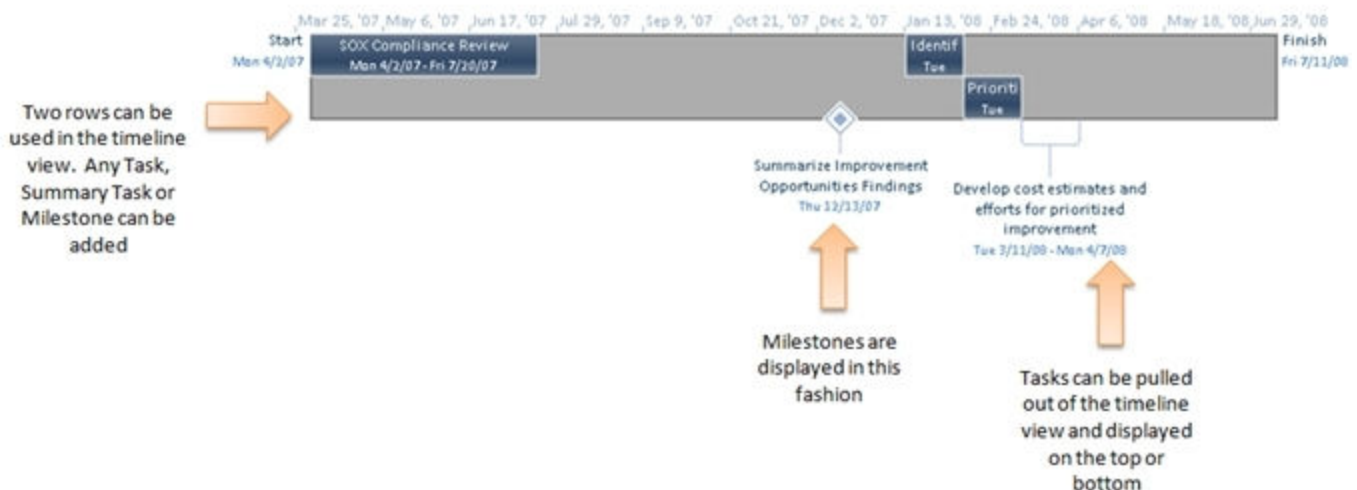 Mar 25, '07 May 6, '07 Jun 17, '07 Jul 29, '07 Sep 9, '07 Oct 21, '07 Dec 2, '07 Jan 13, '08 Feb 24, '08 Apr 6, '08 May 18, '08 Jun 29, '08
Start
Mon 4/2/07
SOX Compliance Review
Mon 4/2/07 - Fri 7/20/07
Identif
Tue
Prioriti
Tue
Finish
Fri 7/11/08
Two rows can be
used in the timeline
view. Any Task,
Summary Task or
Milestone can be
added
Summarize Improvement
Opportunities Findings
Thu 12/13/07
Develop cost estimates and
efforts for prioritized
improvement
Tue 3/11/08 - Mon 4/7/08
Milestones are
displayed in this
fashion
Tasks can be pulled
out of the timeline
view and displayed
on the top or
bottom